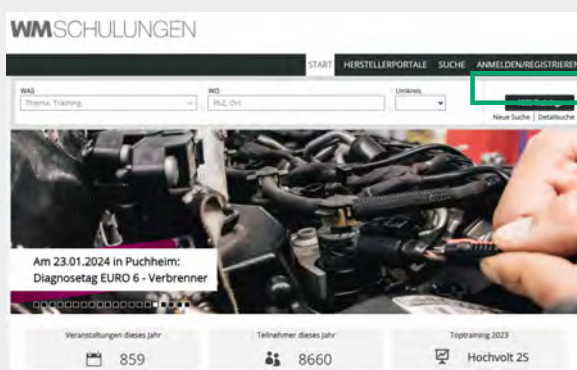 WMSCHULUNGEN
START HERSTELLERPORTALE SUCHE ANMELDEN/REGISTRIEREN
WAS WO Umkreis
Thema, Training PLZ, Ort
Neue Suche | Detailsuche
Am 23.01.2024 in Puchheim:
Diagnosetag EURO 6 - Verbrenner
Veranstaltungen dieses Jahr Teilnehmer dieses Jahr Toptraining 2023
859 8660 Hochvolt 2S